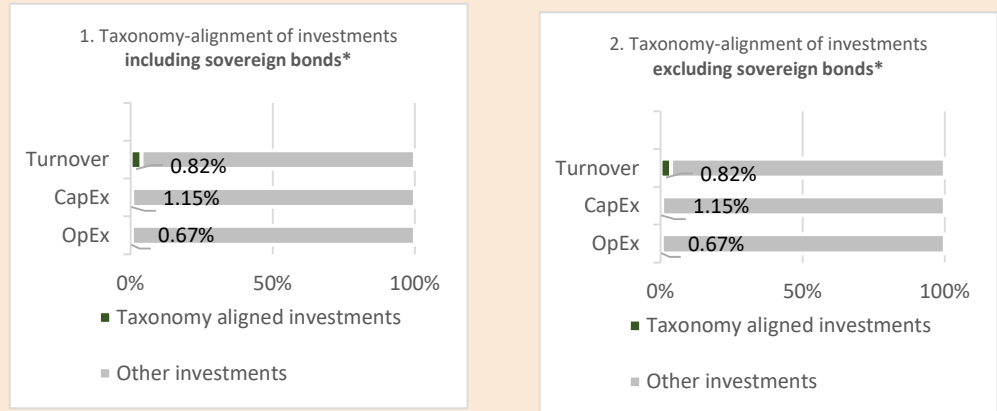 1. Taxonomy-alignment of investments
including sovereign bonds*
Turnover
0.82%
CapEx
1.15%
OpEx
0.67%
0%
50%
100%
Taxonomy aligned investments
Other investments
2. Taxonomy-alignment of investments
excluding sovereign bonds*
Turnover
0.82%
CapEx
1.15%
OpEx
0.67%
0%
50%
100%
Taxonomy aligned investments
Other investments